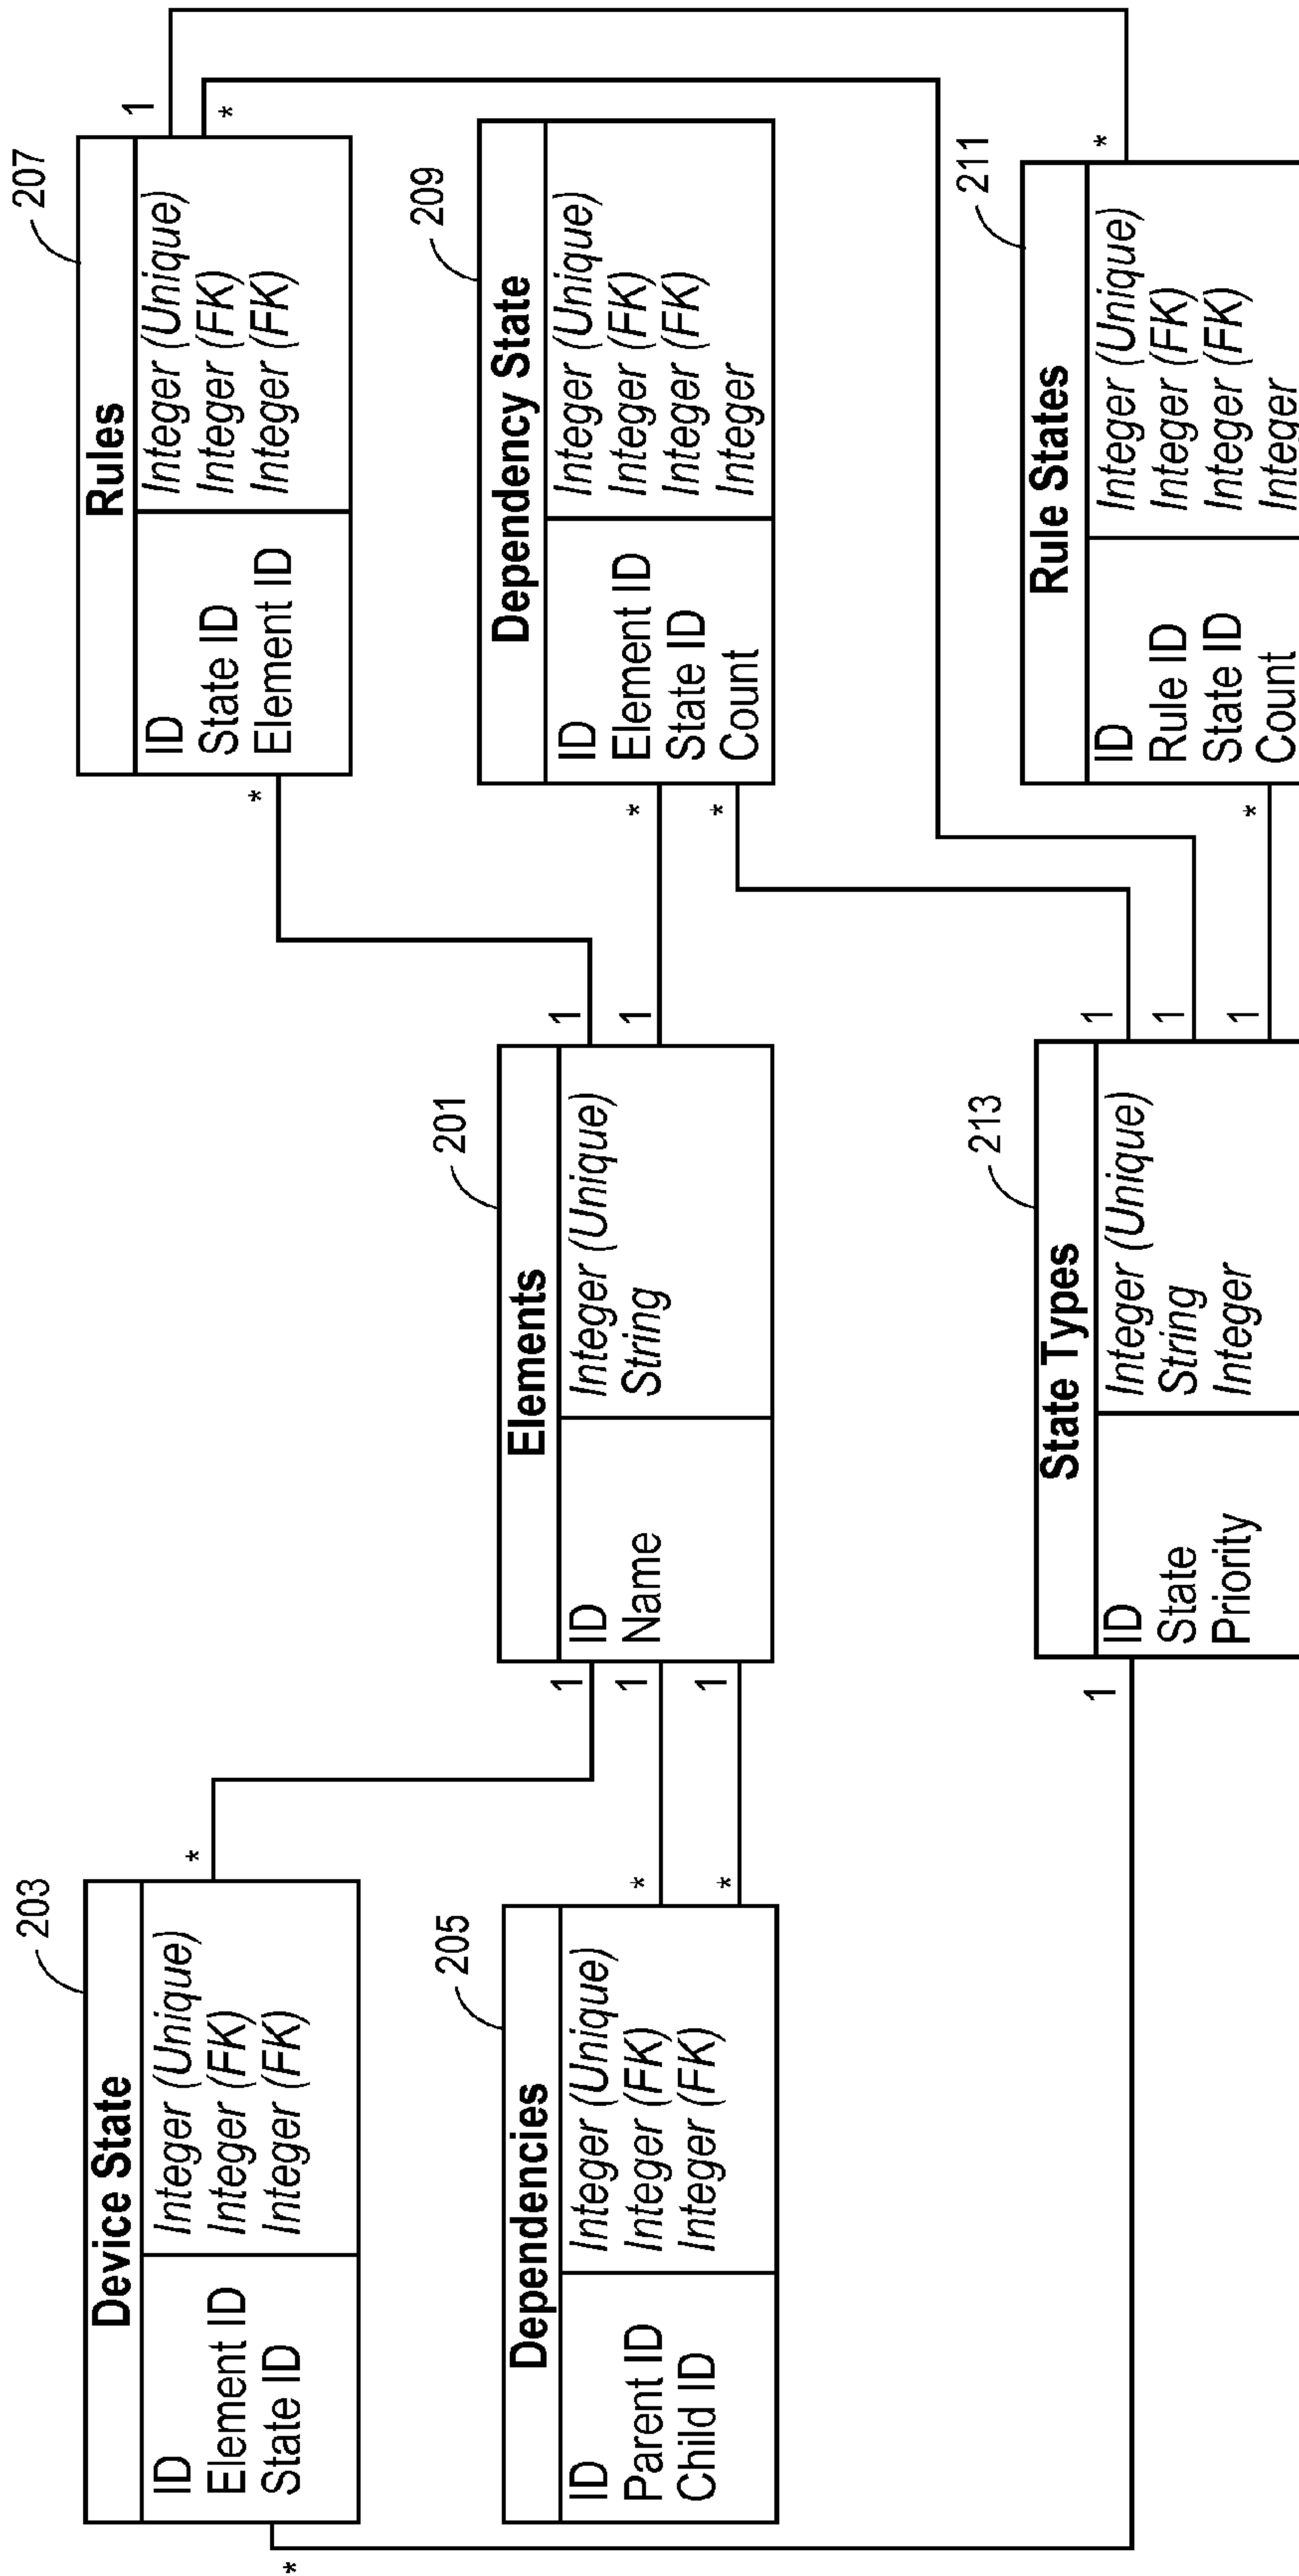 203
Device State
ID Integer (Unique)
Element ID Integer (FK)
State ID Integer (FK)
*
*
205
Dependencies
ID Integer (Unique)
Parent ID Integer (FK)
Child ID Integer (FK)
*
*
201
Elements
ID Integer (Unique)
Name String
1
1
1
1
1
207
Rules
ID Integer (Unique)
State ID Integer (FK)
Element ID Integer (FK)
*
1
*
209
Dependency State
ID Integer (Unique)
Element ID Integer (FK)
State ID Integer (FK)
Count Integer
*
*
213
State Types
ID Integer (Unique)
State String
Priority Integer
1
1
1
1
211
Rule States
ID Integer (Unique)
Rule ID Integer (FK)
State ID Integer (FK)
Count Integer
*
*